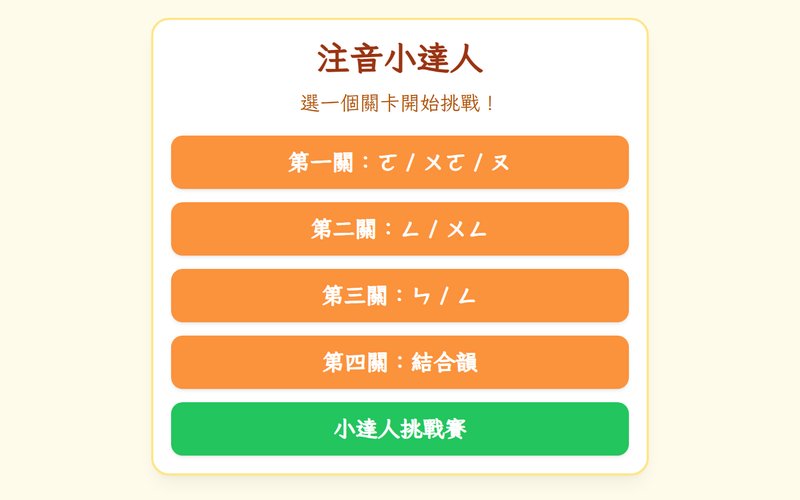 注音小達人
選一個關卡開始挑戰！
第一關：ㄛ / ㄨㄛ / ㄡ
第二關：ㄥ / ㄨㄥ
第三關：ㄣ / ㄥ
第四關：結合韻
小達人挑戰賽